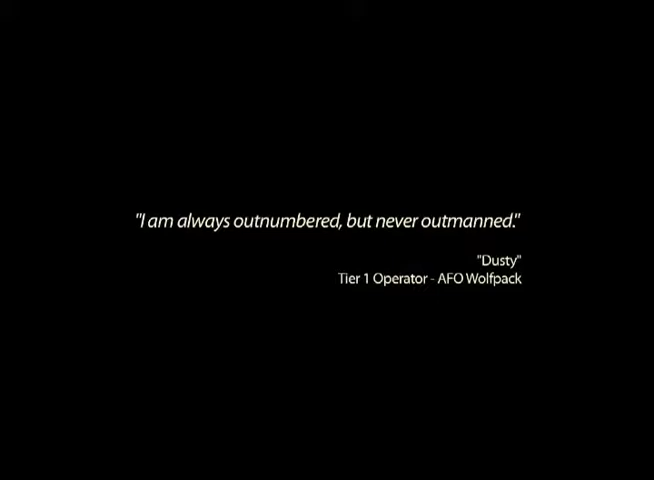 "I am always outnumbered, but never outmanned."
"Dusty"
Tier 1 Operator - AFO Wolfpack